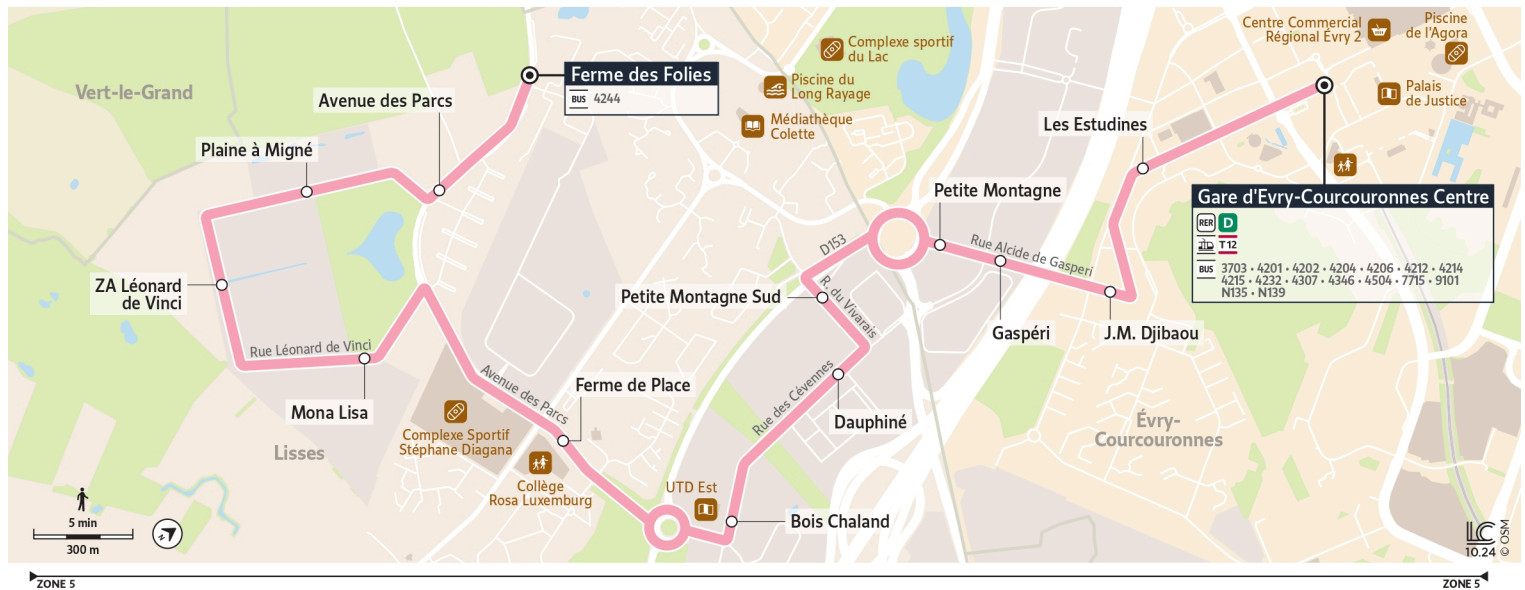 Vert-le-Grand
Avenue des Parcs
Ferme des Folies
BUS 4244
Plaine à Migné
ZA Léonard
de Vinci
Rue Léonard de Vinci
Mona Lisa
Lisses
Avenue des Parcs
Complexe Sportif
Stéphane Diagana
Ferme de Place
Collège
Rosa Luxemburg
UTD Est
Bois Chaland
Rue des Cévennes
Dauphiné
R. du Vivarais
Petite Montagne Sud
D153
Complexe sportif
du Lac
Piscine du
Long Rayage
Médiathèque
Colette
Petite Montagne
Rue Alcide de Gasperi
Gaspéri
J.M. Djibaou
Les Estudines
Centre Commercial
Régional Évry 2
Piscine
de l'Agora
Palais
de Justice
Gare d'Evry-Courcouronnes Centre
RER D
T12
BUS 3703 • 4201 • 4202 • 4204 • 4206 • 4212 • 4214
4215 • 4232 • 4307 • 4346 • 4504 • 7715 • 9101
N135 • N139
Évry-
Courcouronnes
5 min
300 m
N
LC
10.24 © OSM
ZONE 5
ZONE 5